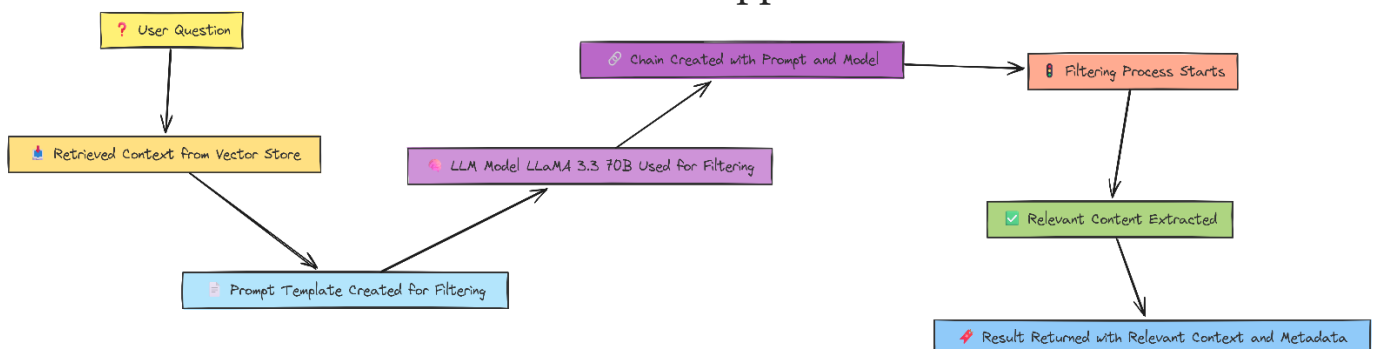 User Question
Retrieved Context from Vector Store
Prompt Template Created for Filtering
LLM Model LLaMA 3.3 70B Used for Filtering
Chain Created with Prompt and Model
Filtering Process Starts
Relevant Content Extracted
Result Returned with Relevant Context and Metadata